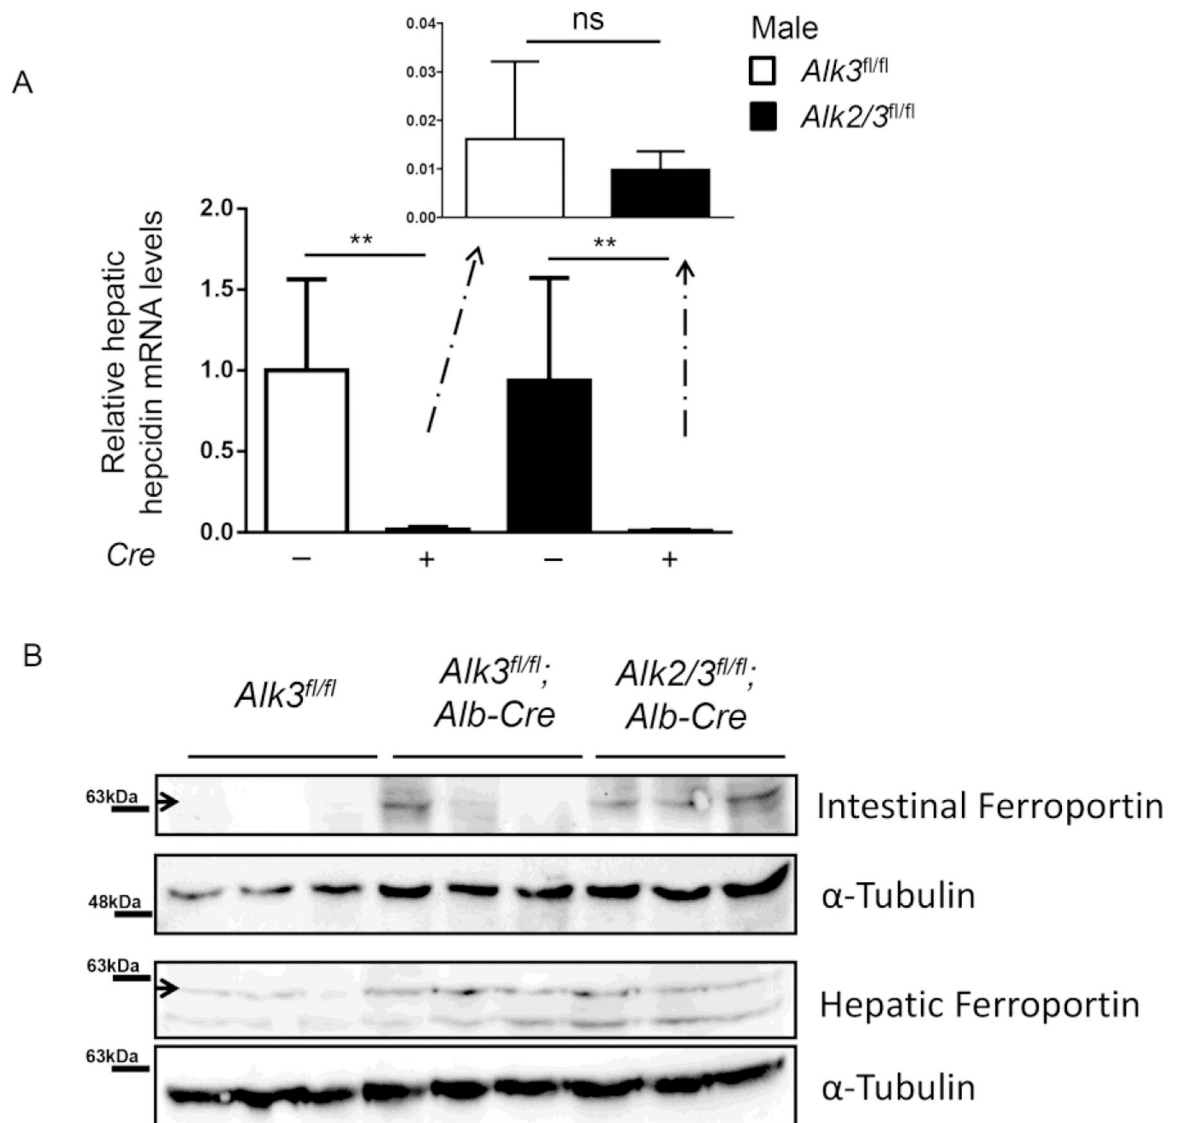 A
0.04
0.03
0.02
0.01
0.00
ns
Male
Alk3fl/fl
Alk2/3fl/fl
Relative hepatic
hepcidin mRNA levels
2.0
1.5
1.0
0.5
0.0
**
**
Cre – + – +
B
Alk3fl/fl
Alk3fl/fl;
Alb-Cre
Alk2/3fl/fl;
Alb-Cre
63kDa
Intestinal Ferroportin
48kDa
α-Tubulin
63kDa
Hepatic Ferroportin
63kDa
α-Tubulin